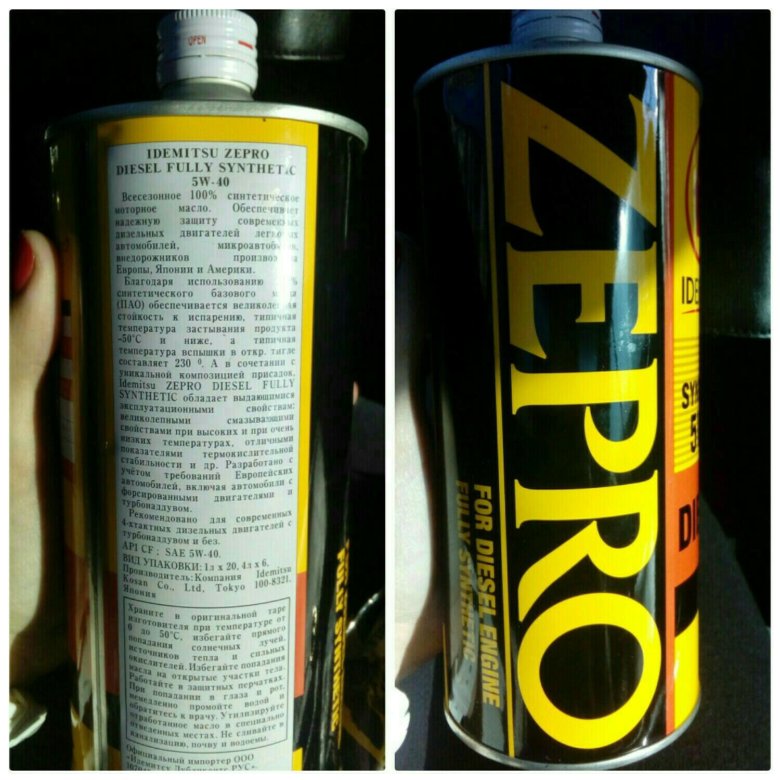 OPEN
IDEMITSU ZEPRO
DIESEL FULLY SYNTHETIC
5W-40
Всесезонное 100% синтетическое
моторное масло. Обеспечивает
надежную защиту современных
дизельных двигателей легковых
автомобилей, микроавтобусов,
внедорожников
Европы, Японии и Америки.
Благодаря использованию
синтетического базового масла
(ПАО) обеспечивается великолепная
стойкость к испарению, типичная
температура застывания продукта
-50°C и ниже, а типичная
температура вспышки в откр. тигле
составляет 230 °. А в сочетании с
уникальной композицией присадок,
Idemitsu ZEPRO DIESEL FULLY
SYNTHETIC обладает выдающимися
эксплуатационными свойствам:
великолепными смазывающими
свойствами при высоких и при очень
низких температурах, отличными
показателями термокислительной
стабильности и др. Разработано с
учётом требований Европейских
автомобилей, включая автомобили с
форсированными двигателями и
турбонаддувом.
Рекомендовано для современных
4-хтактных дизельных двигателей с
турбонаддувом и без.
API CF ; SAE 5W-40.
ВИД УПАКОВКИ: 1л x 20, 4л x 6.
Производитель:Компания Idemitsu
Kosan Co., Ltd, Tokyo 100-8321,
Япония
Храните в оригинальной таре
изготовителя при температуре от
0 до 50°C, избегайте прямого
попадания солнечных лучей,
источников тепла и сильных
окислителей. Избегайте попадания
масла на открытые участки тела.
Работайте в защитных перчатках.
При попадании в глаза и рот,
немедленно промойте водой и
обратитесь к врачу. Утилизируйте
отработанное масло в специально
отведенных местах. Не сливайте в
канализацию, почву и водоемы.
Официальный импортер ООО
FULLY SYNTHETIC
ZEPRO
FOR DIESEL ENGINE
FULLY SYNTHETIC
IDE
SY
5
DI